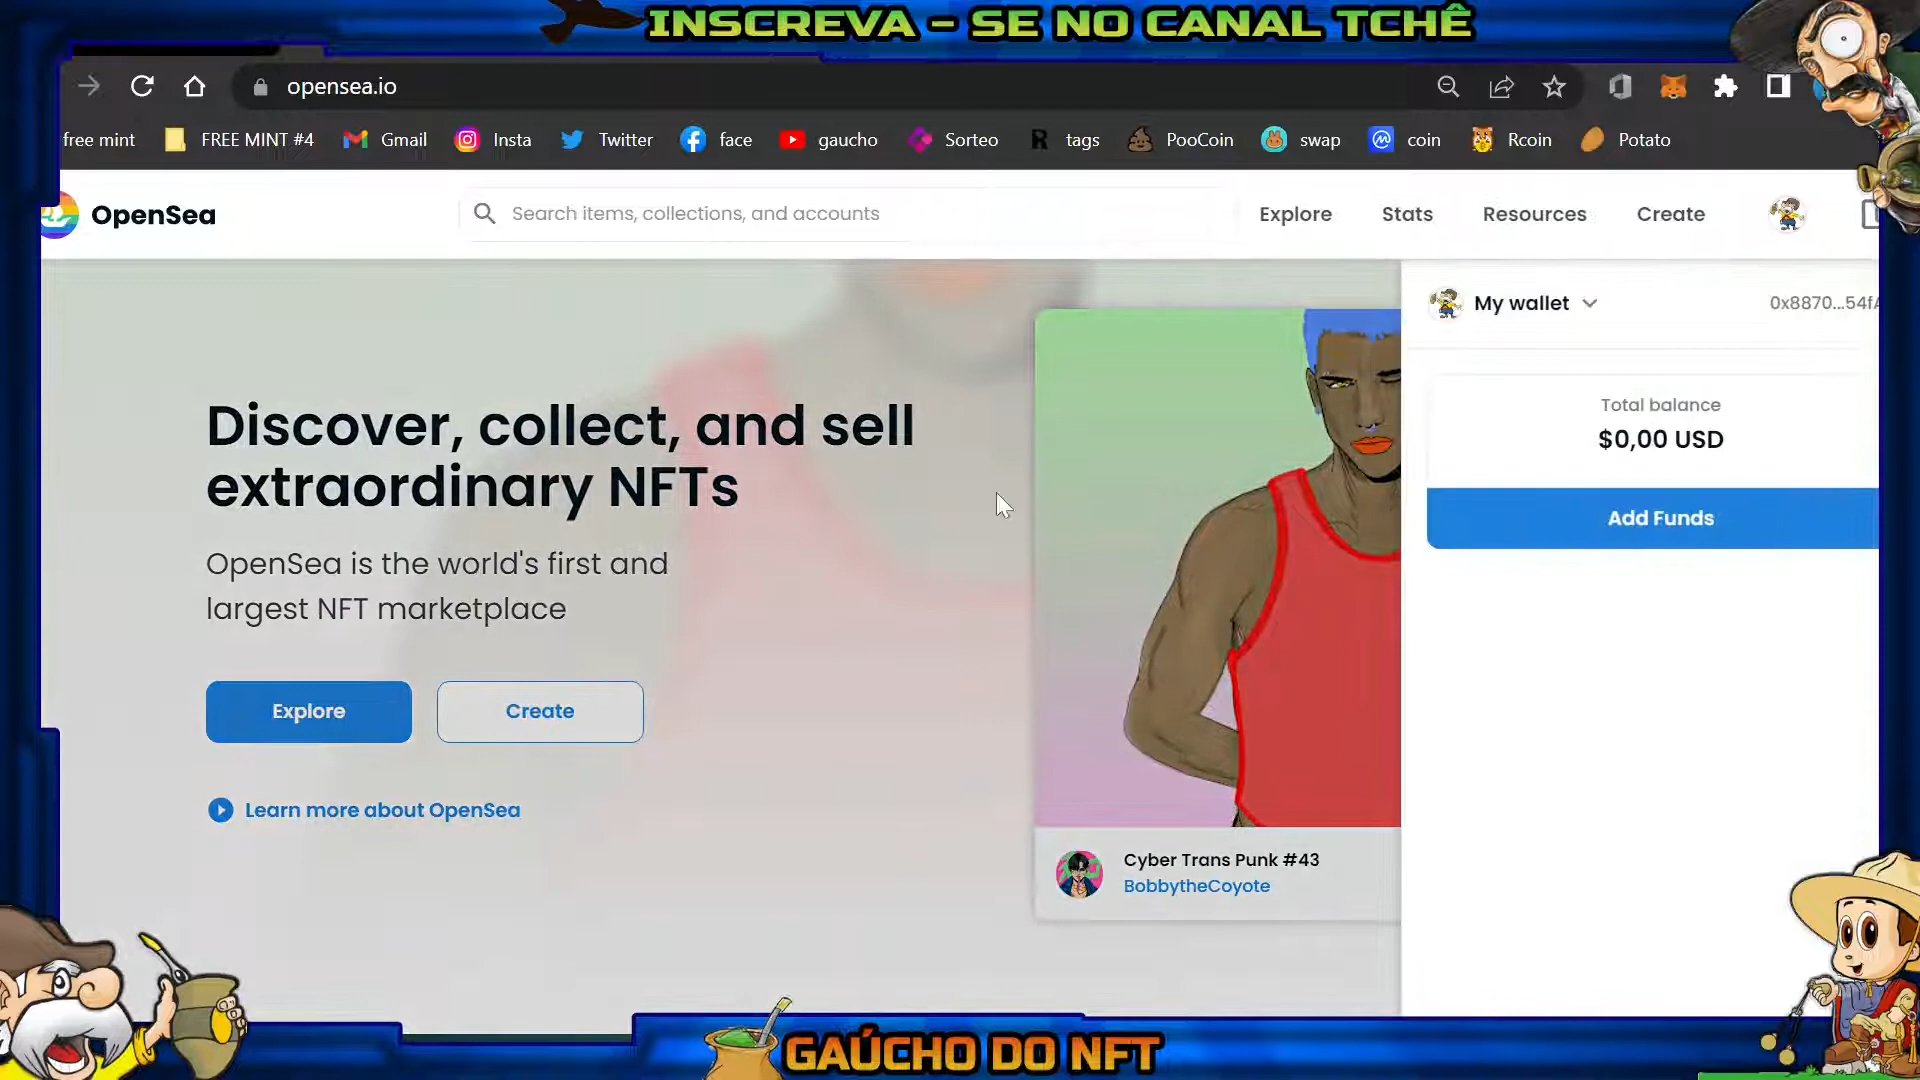 INSCREVA - SE NO CANAL TCHÊ
opensea.io
free mint FREE MINT #4 Gmail Insta Twitter face gaucho Sorteo tags PooCoin swap coin Rcoin Potato
OpenSea Search items, collections, and accounts Explore Stats Resources Create
My wallet 0x8870...54f
Total balance
$0,00 USD
Add Funds
Discover, collect, and sell
extraordinary NFTs
OpenSea is the world's first and
largest NFT marketplace
Explore Create
Learn more about OpenSea
Cyber Trans Punk #43
BobbytheCoyote
GAÚCHO DO NFT